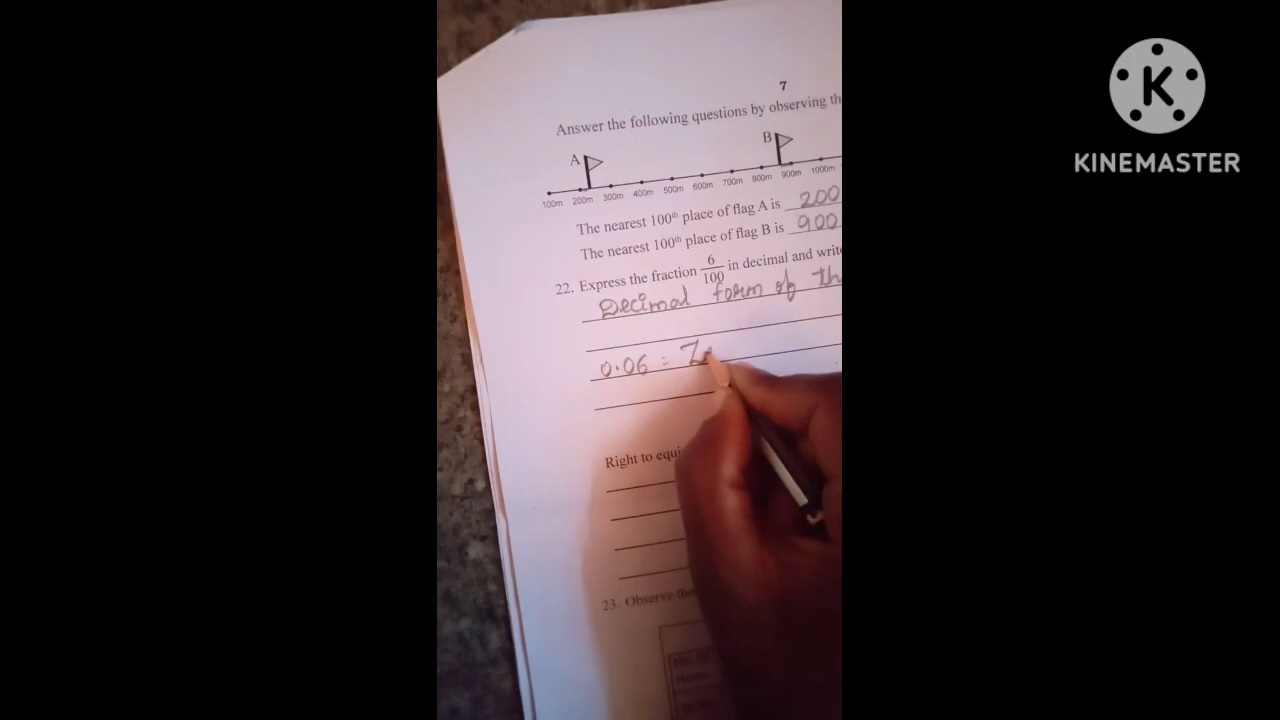 7
Answer the following questions by observing th
A
B
100m 200m 300m 400m 500m 600m 700m 800m 900m 1000m
The nearest 100th place of flag A is 200
The nearest 100th place of flag B is 900
22. Express the fraction 6/100 in decimal and write
Decimal form of th
0.06 = Ze
Right to equi
23. Observe the
K
KINEMASTER